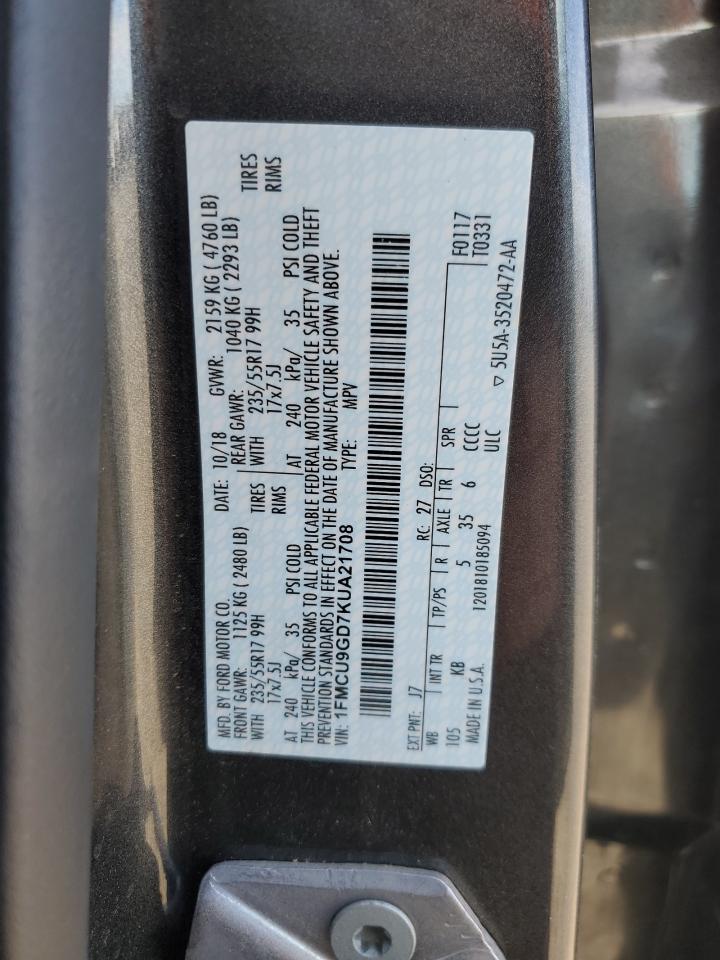 MFD. BY FORD MOTOR CO. DATE: 10/18 GVWR: 2159 KG ( 4760 LB)
FRONT GAWR: 1125 KG ( 2480 LB) REAR GAWR: 1040 KG ( 2293 LB)
WITH 235/55R17 99H TIRES WITH 235/55R17 99H TIRES
17x7.5J RIMS 17x7.5J RIMS
AT 240 kPa/ 35 PSI COLD AT 240 kPa/ 35 PSI COLD
THIS VEHICLE CONFORMS TO ALL APPLICABLE FEDERAL MOTOR VEHICLE SAFETY AND THEFT
PREVENTION STANDARDS IN EFFECT ON THE DATE OF MANUFACTURE SHOWN ABOVE.
VIN: 1FMCU9GD7KUA21708 TYPE: MPV
EXT PNT: J7 RC: 27 DSO: F0117
WB INT TR TP/PS R AXLE TR SPR T0331
105 KB 5 35 6 CCCC
MADE IN U.S.A. 1201810185094 ULC ▽ 5U5A-3520472-AA